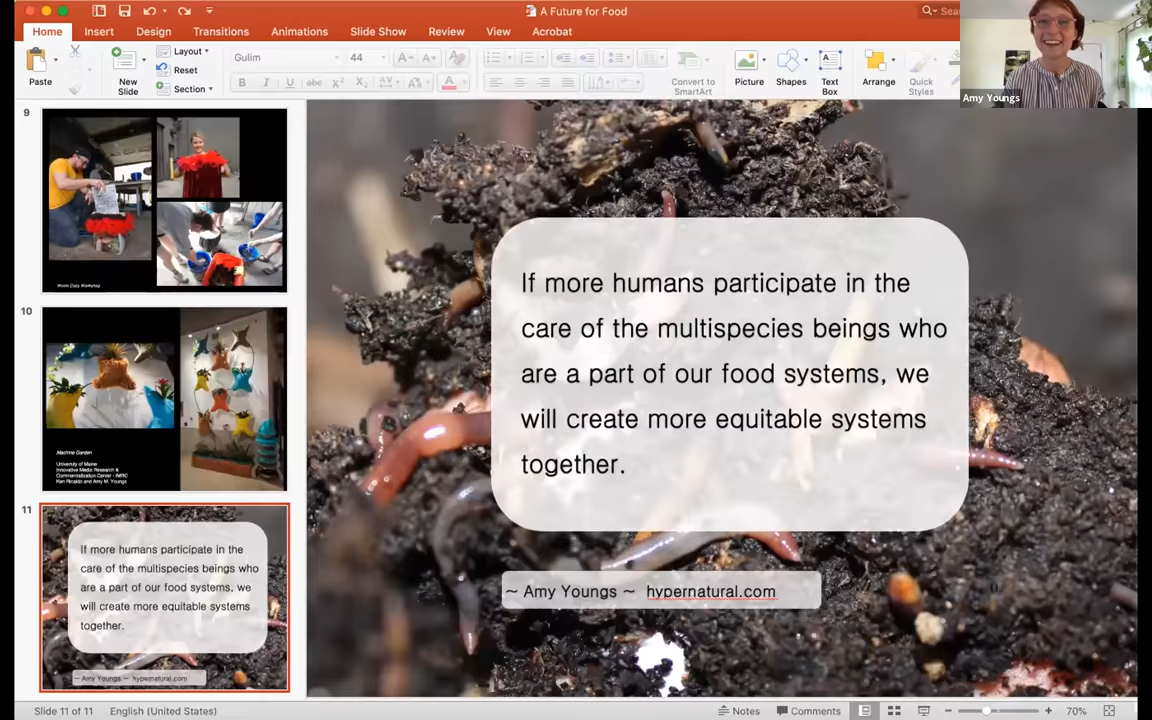 A Future for Food
Home Insert Design Transitions Animations Slide Show Review View Acrobat
Paste
New
Slide
Layout
Reset
Section
Gulim 44
Convert to
SmartArt
Picture
Shapes
Text
Box
Arrange
Quick
Styles
Amy Youngs
9
Worm Cozy Workshop
10
Machine Garden
University of Maine
Innovative Media Research &
Commercialization Center - IMRC
Ken Rinaldo and Amy M. Youngs
11
If more humans participate in the
care of the multispecies beings who
are a part of our food systems, we
will create more equitable systems
together.
~ Amy Youngs ~ hypernatural.com
If more humans participate in the
care of the multispecies beings who
are a part of our food systems, we
will create more equitable systems
together.
~ Amy Youngs ~ hypernatural.com
Slide 11 of 11 English (United States)
Notes Comments 70%